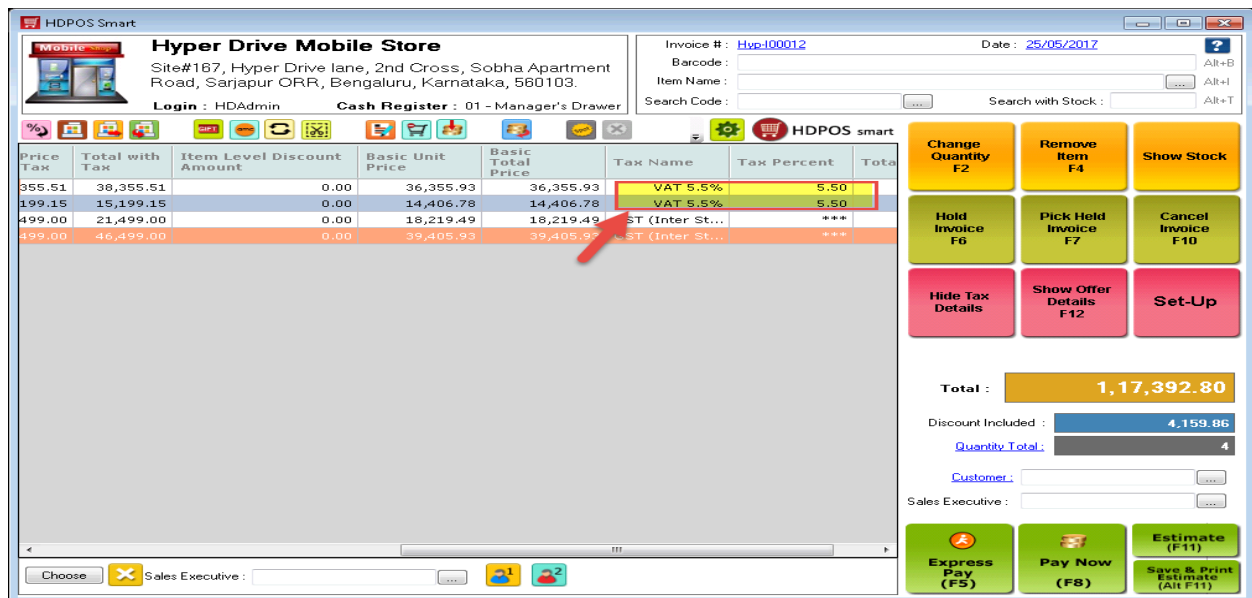 HDPOS Smart
Mobile Shop
Hyper Drive Mobile Store
Site#167, Hyper Drive lane, 2nd Cross, Sobha Apartment
Road, Sarjapur ORR, Bengaluru, Karnataka, 560103.
Login : HDAdmin Cash Register : 01 - Manager's Drawer
Invoice # : Hyp-I00012 Date : 25/05/2017 ?
Barcode : Alt+B
Item Name : ... Alt+I
Search Code : ... Search with Stock : Alt+T
HDPOS smart
Price Tax Total with Tax Item Level Discount Amount Basic Unit Price Basic Total Price Tax Name Tax Percent Tota
355.51 38,355.51 0.00 36,355.93 36,355.93 VAT 5.5% 5.50
199.15 15,199.15 0.00 14,406.78 14,406.78 VAT 5.5% 5.50
499.00 21,499.00 0.00 18,219.49 18,219.49 ST (Inter St... ***
499.00 46,499.00 0.00 39,405.93 39,405.93 ST (Inter St... ***
Change Quantity F2
Remove Item F4
Show Stock
Hold Invoice F6
Pick Held Invoice F7
Cancel Invoice F10
Hide Tax Details
Show Offer Details F12
Set-Up
Total : 1,17,392.80
Discount Included : 4,159.86
Quantity Total : 4
Customer : ...
Sales Executive : ...
Express Pay (F5)
Pay Now (F8)
Estimate (F11)
Save & Print Estimate (Alt F11)
Choose Sales Executive : ... 1 2